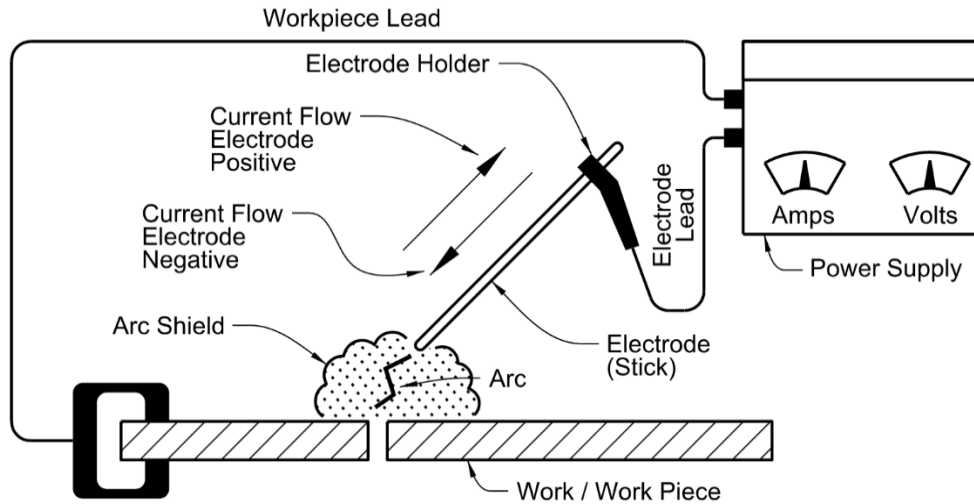 Workpiece Lead
Electrode Holder
Current Flow
Electrode
Positive
Current Flow
Electrode
Negative
Electrode
Lead
Amps
Volts
Power Supply
Arc Shield
Arc
Electrode
(Stick)
Work / Work Piece